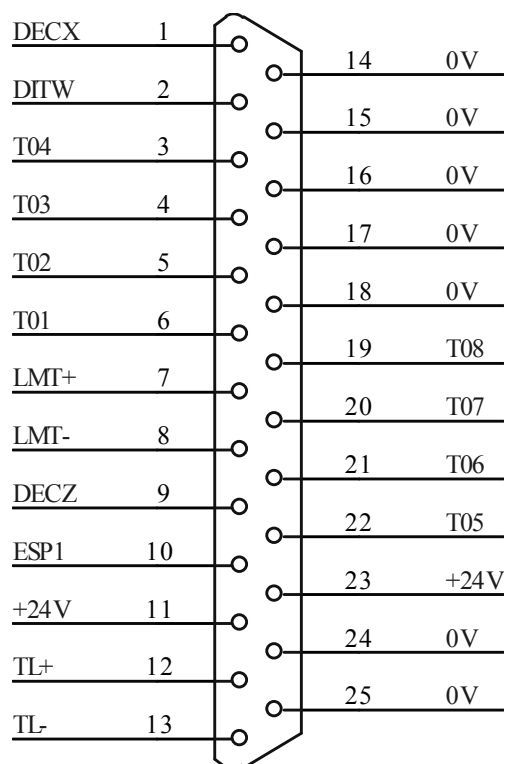 DECX 1
14 0V
DITW 2
15 0V
T04 3
16 0V
T03 4
17 0V
T02 5
18 0V
T01 6
19 T08
LMT+ 7
20 T07
LMT- 8
21 T06
DECZ 9
22 T05
ESP1 10
23 +24V
+24V 11
24 0V
TL+ 12
25 0V
TL- 13